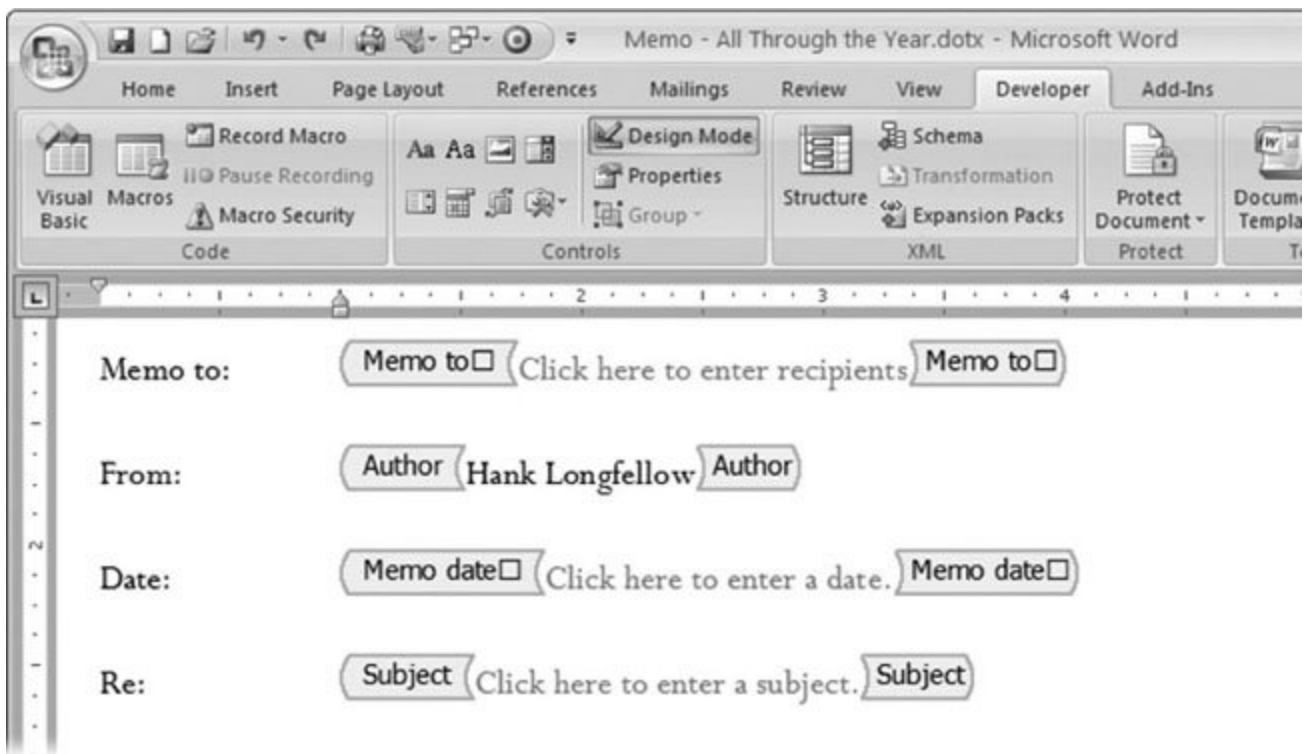 Memo - All Through the Year.dotx - Microsoft Word
Home Insert Page Layout References Mailings Review View Developer Add-Ins
Visual Basic
Macros
Record Macro
Pause Recording
Macro Security
Code
Aa Aa
Design Mode
Properties
Group
Controls
Structure
Schema
Transformation
Expansion Packs
XML
Protect
Document
Protect
2 3 4
Memo to: Memo to Click here to enter recipients Memo to
From: Author Hank Longfellow Author
2
Date: Memo date Click here to enter a date. Memo date
Re: Subject Click here to enter a subject. Subject